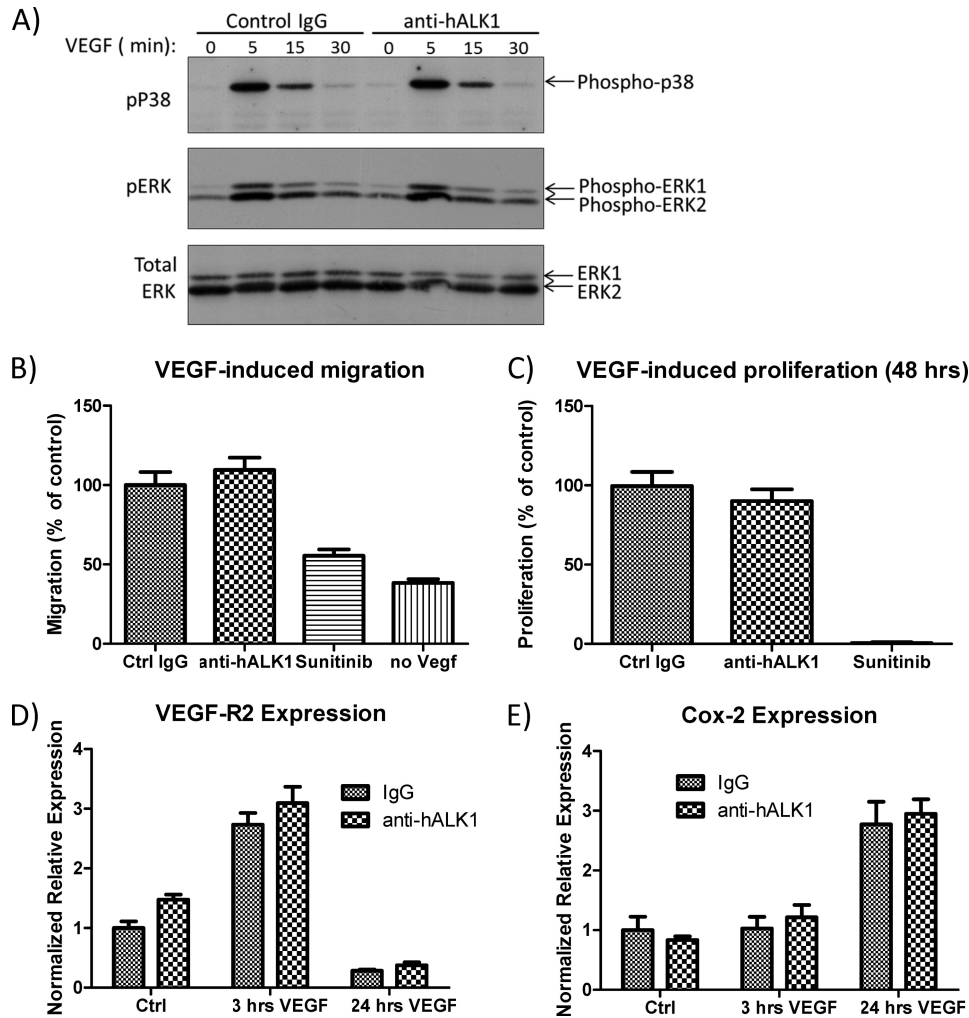 A)
Control IgG anti-hALK1
VEGF ( min): 0 5 15 30 0 5 15 30
pP38
Phospho-p38
pERK
Phospho-ERK1
Phospho-ERK2
Total
ERK
ERK1
ERK2
B)
VEGF-induced migration
Migration (% of control)
150
100
50
0
Ctrl IgG anti-hALK1 Sunitinib no Vegf
C)
VEGF-induced proliferation (48 hrs)
Proliferation (% of control)
150
100
50
0
Ctrl IgG anti-hALK1 Sunitinib
D)
VEGF-R2 Expression
Normalized Relative Expression
4
3
2
1
0
IgG
anti-hALK1
Ctrl 3 hrs VEGF 24 hrs VEGF
E)
Cox-2 Expression
Normalized Relative Expression
4
3
2
1
0
IgG
anti-hALK1
Ctrl 3 hrs VEGF 24 hrs VEGF